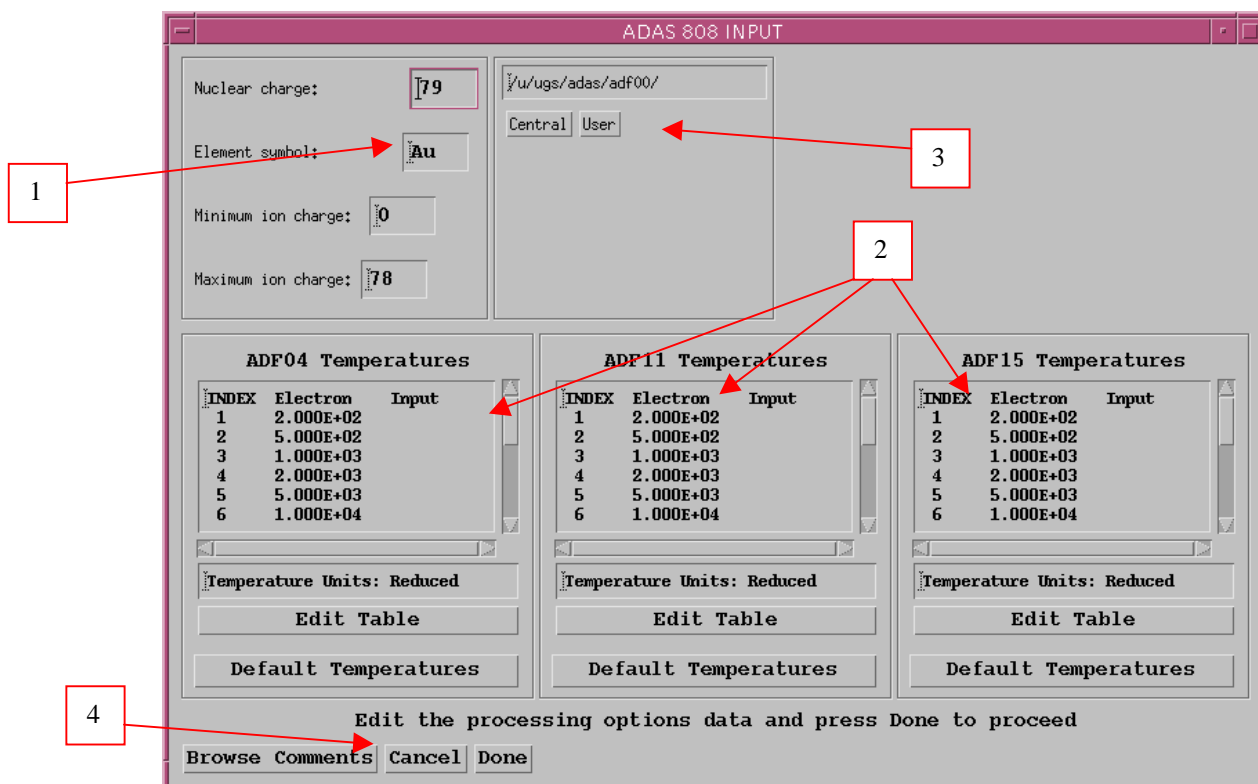 ADAS 808 INPUT
Nuclear charge: 79
Element symbol: Au
Minimum ion charge: 0
Maximum ion charge: 78
/u/ugs/adas/adf00/
Central User
1
3
2
ADF04 Temperatures
INDEX Electron Input
1 2.000E+02
2 5.000E+02
3 1.000E+03
4 2.000E+03
5 5.000E+03
6 1.000E+04
Temperature Units: Reduced
Edit Table
Default Temperatures
ADF11 Temperatures
INDEX Electron Input
1 2.000E+02
2 5.000E+02
3 1.000E+03
4 2.000E+03
5 5.000E+03
6 1.000E+04
Temperature Units: Reduced
Edit Table
Default Temperatures
ADF15 Temperatures
INDEX Electron Input
1 2.000E+02
2 5.000E+02
3 1.000E+03
4 2.000E+03
5 5.000E+03
6 1.000E+04
Temperature Units: Reduced
Edit Table
Default Temperatures
4
Edit the processing options data and press Done to proceed
Browse Comments Cancel Done